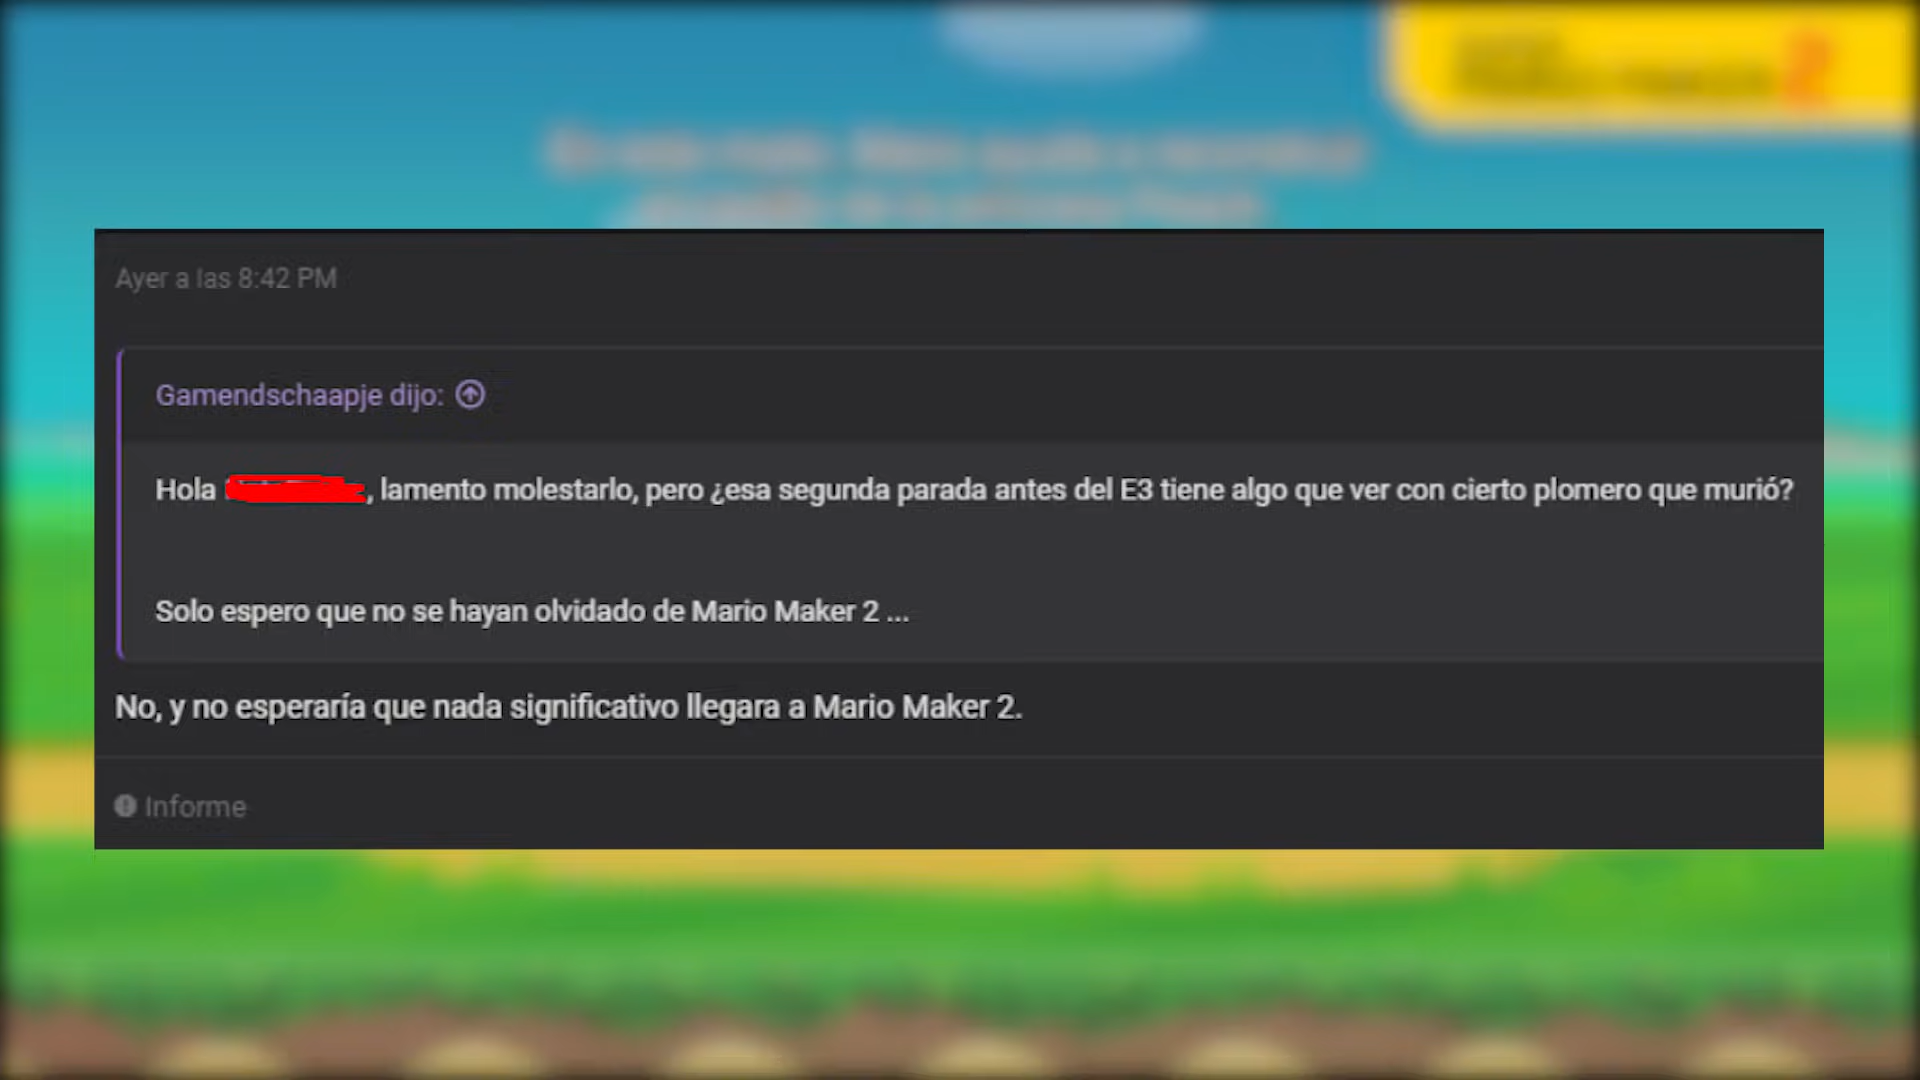 Ayer a las 8:42 PM
Gamendschaapje dijo:
Hola , lamento molestarlo, pero ¿esa segunda parada antes del E3 tiene algo que ver con cierto plomero que murió?
Solo espero que no se hayan olvidado de Mario Maker 2 ...
No, y no esperaría que nada significativo llegara a Mario Maker 2.
Informe